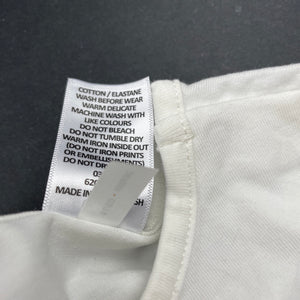 COTTON / ELASTANE
WASH BEFORE WEAR
WARM DELICATE
MACHINE WASH WITH
LIKE COLOURS
DO NOT BLEACH
DO NOT TUMBLE DRY
WARM IRON INSIDE OUT
(DO NOT IRON PRINTS
OR EMBELLISHMENTS)
DO NOT
MADE IN